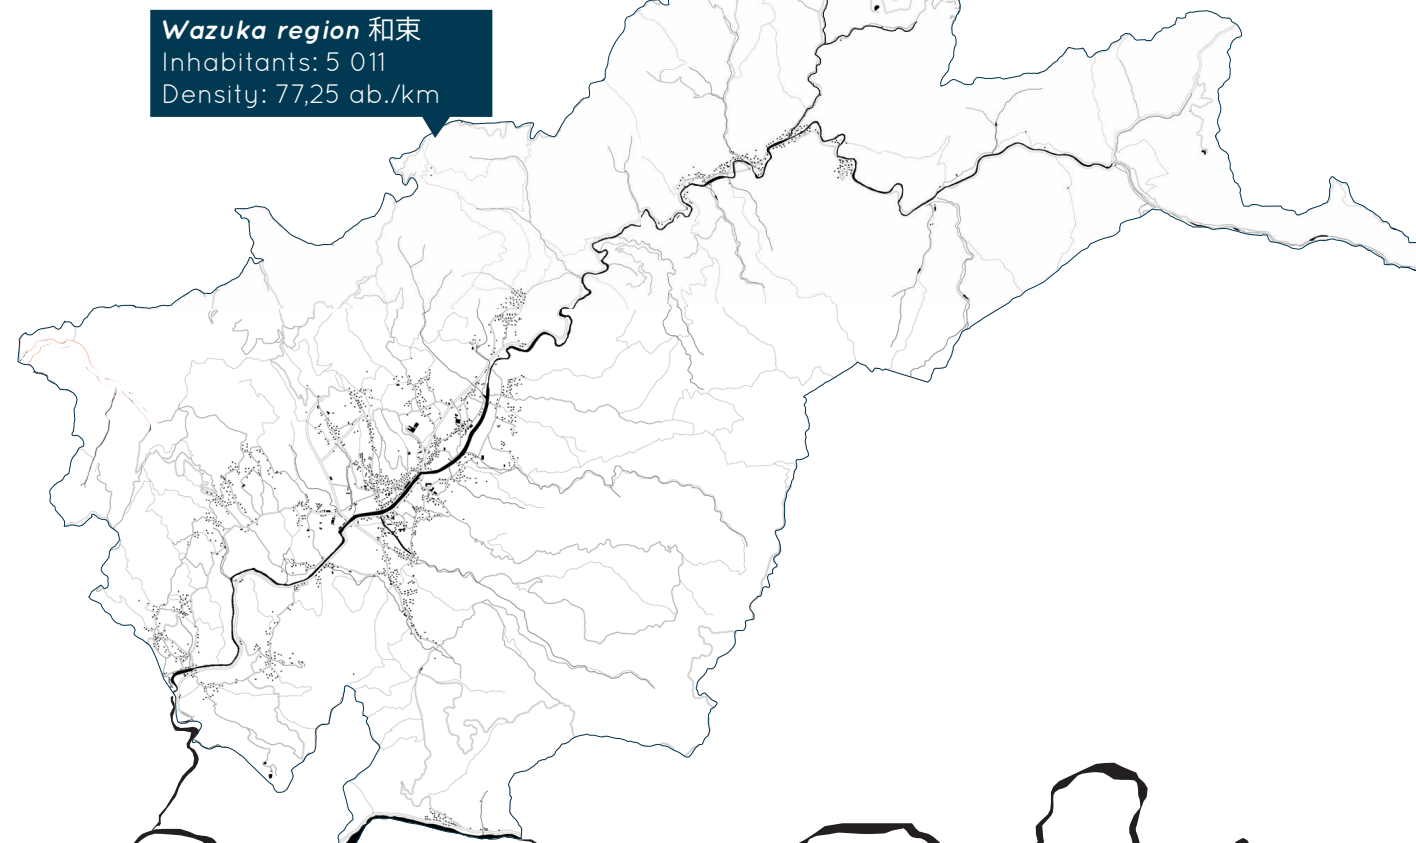 Wazuka region 和束
Inhabitants: 5 011
Density: 77,25 ab./km